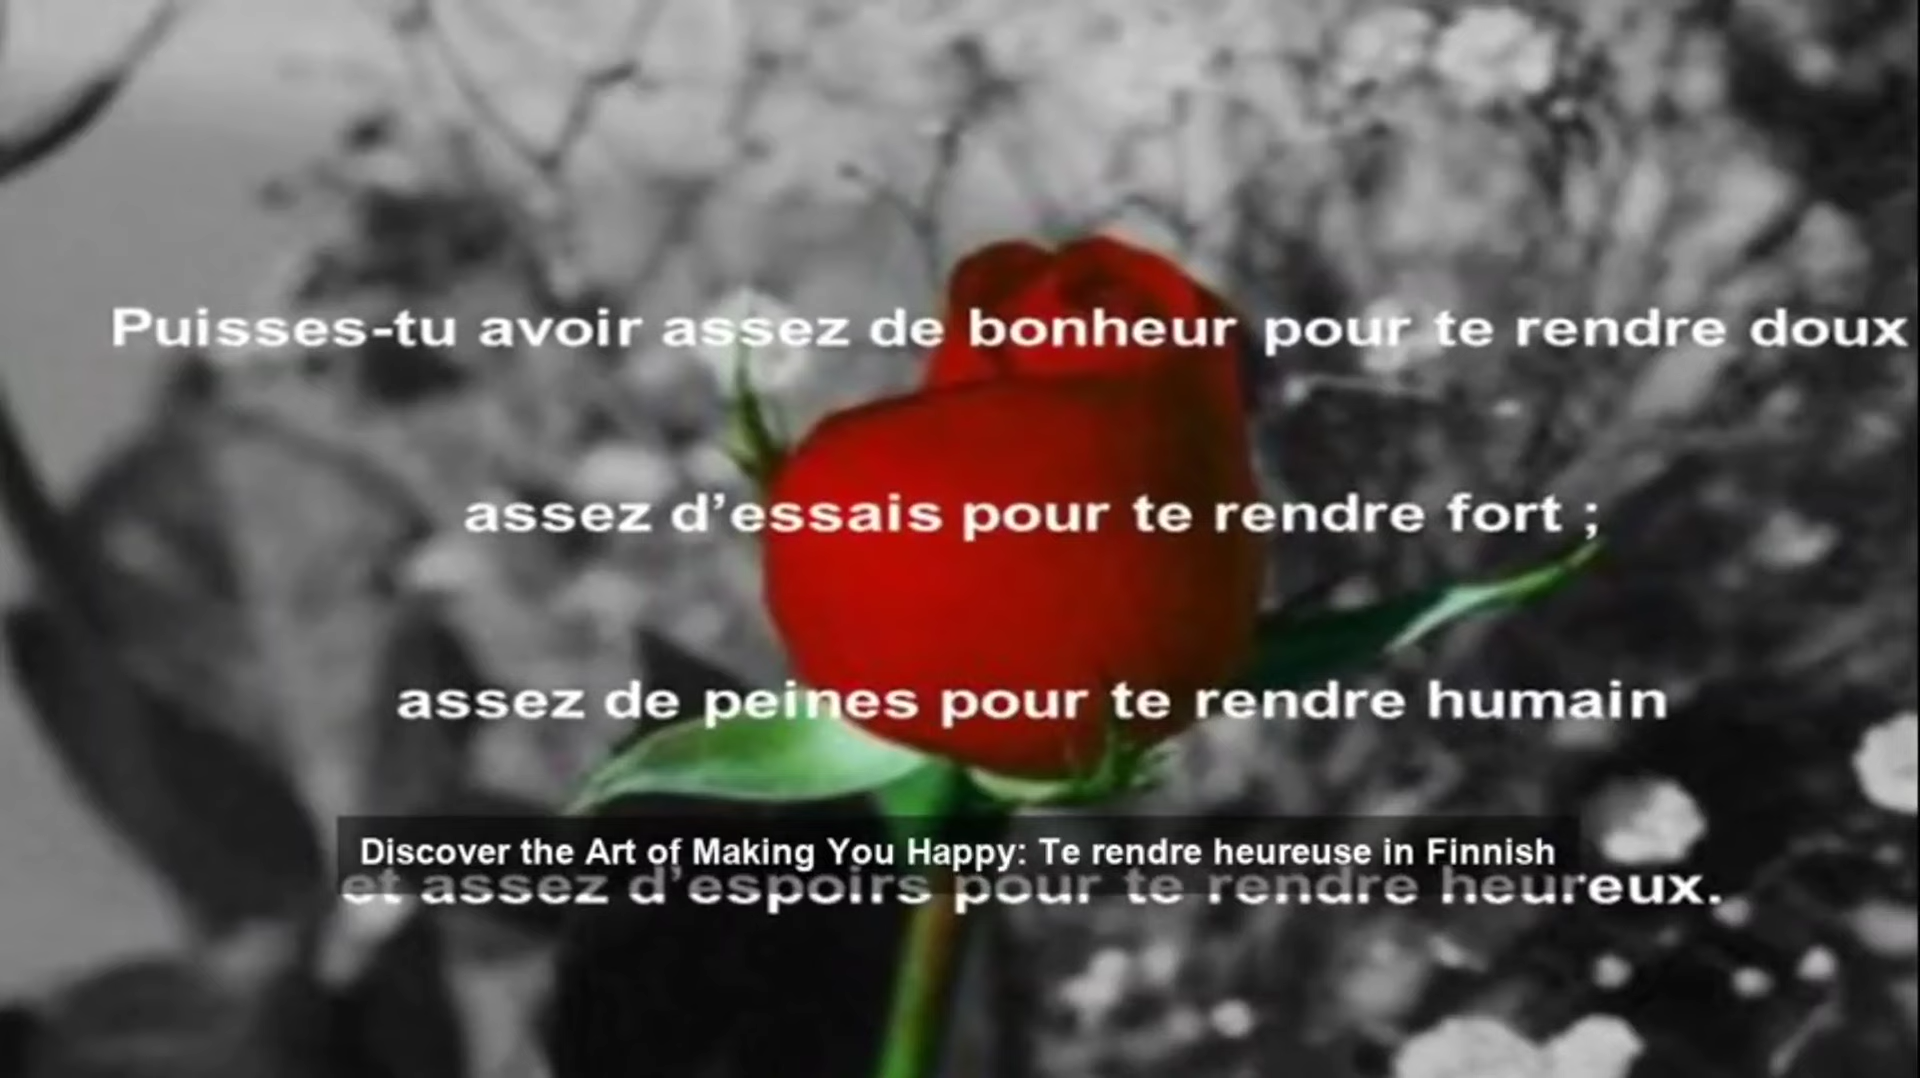 Puisses-tu avoir assez de bonheur pour te rendre doux
assez d’essais pour te rendre fort ;
assez de peines pour te rendre humain
Discover the Art of Making You Happy: Te rendre heureuse in Finnish
et assez d’espoirs pour te rendre heureux.